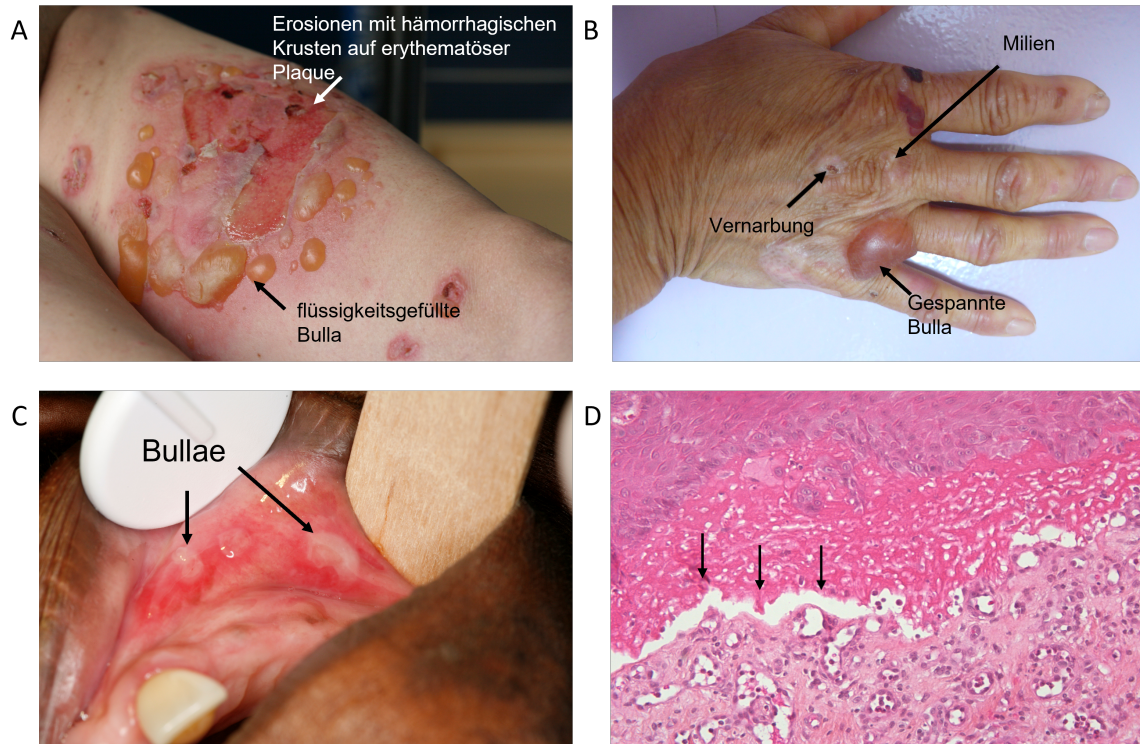 A
Erosionen mit hämorrhagischen
Krusten auf erythematöser
Plaque
flüssigkeitsgefüllte
Bulla
B
Milien
Vernarbung
Gespannte
Bulla
C
Bullae
D